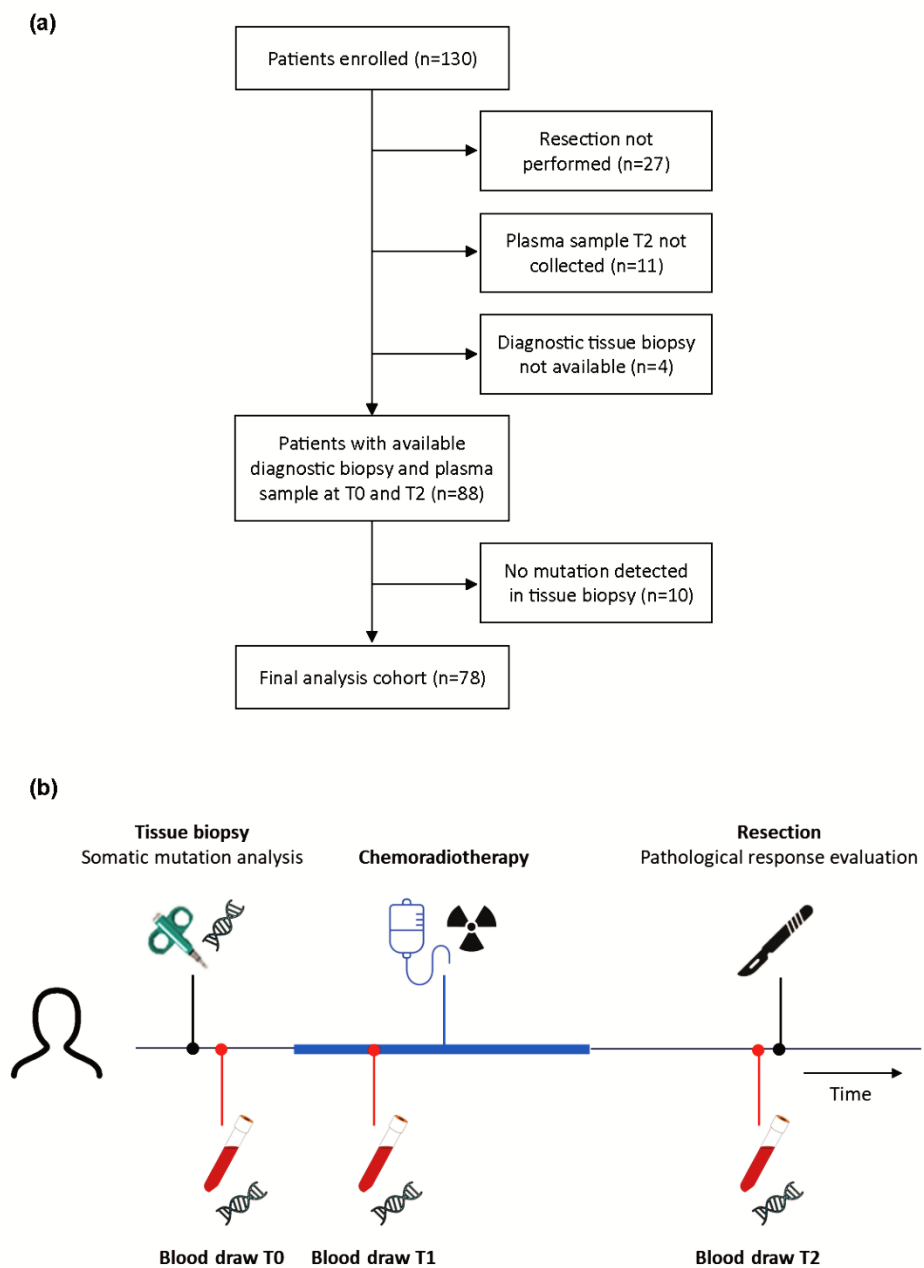 (a)
Patients enrolled (n=130)
Resection not
performed (n=27)
Plasma sample T2 not
collected (n=11)
Diagnostic tissue biopsy
not available (n=4)
Patients with available
diagnostic biopsy and plasma
sample at T0 and T2 (n=88)
No mutation detected
in tissue biopsy (n=10)
Final analysis cohort (n=78)
(b)
Tissue biopsy
Somatic mutation analysis
Chemoradiotherapy
Resection
Pathological response evaluation
Time
Blood draw T0
Blood draw T1
Blood draw T2